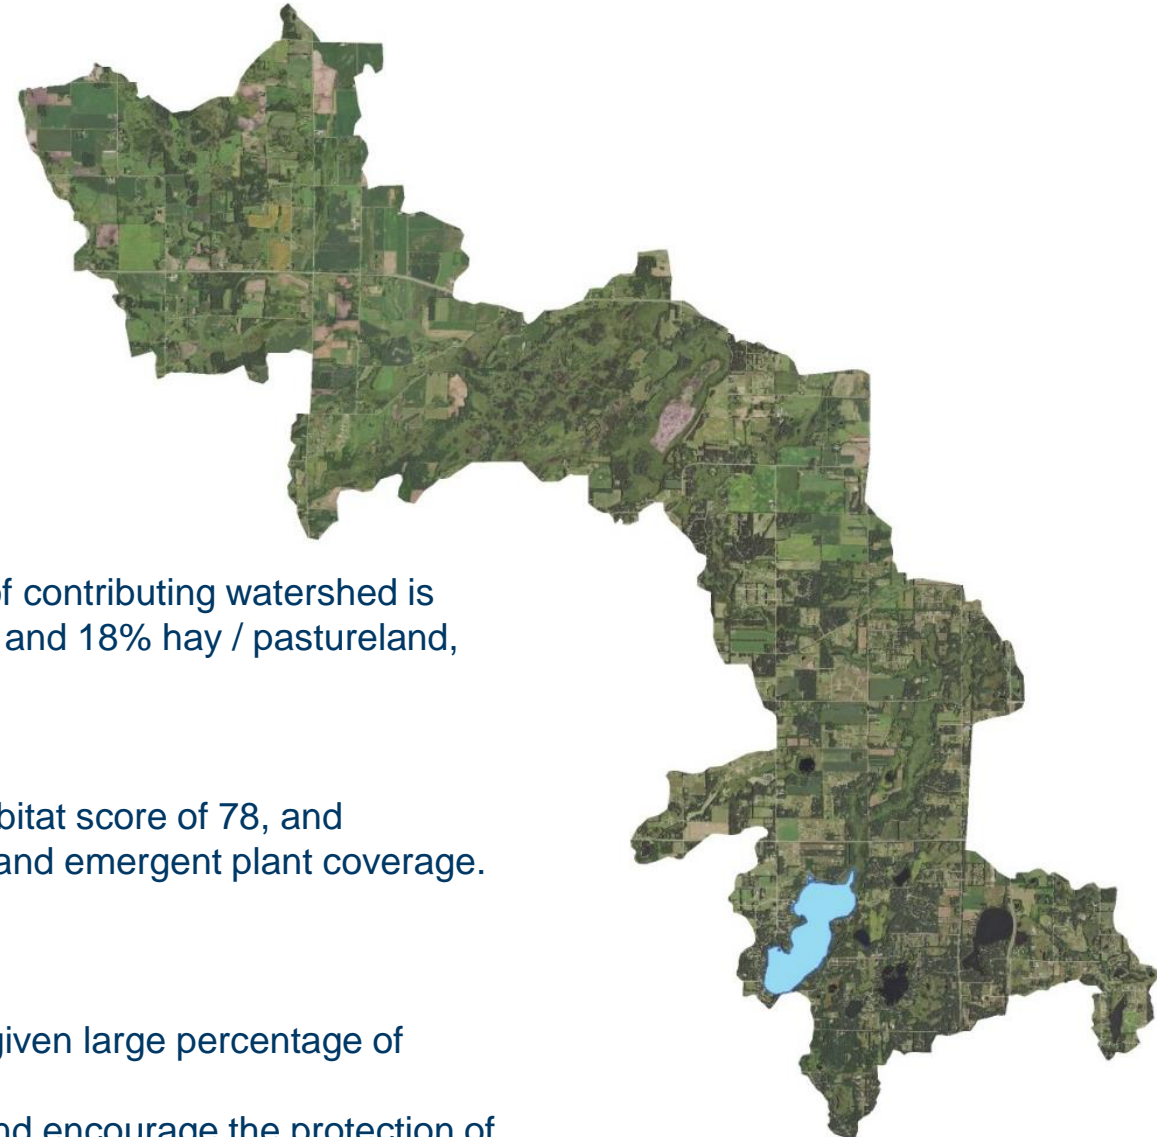 of contributing watershed is
and 18% hay / pastureland,
bitat score of 78, and
and emergent plant coverage.
given large percentage of
nd encourage the protection of